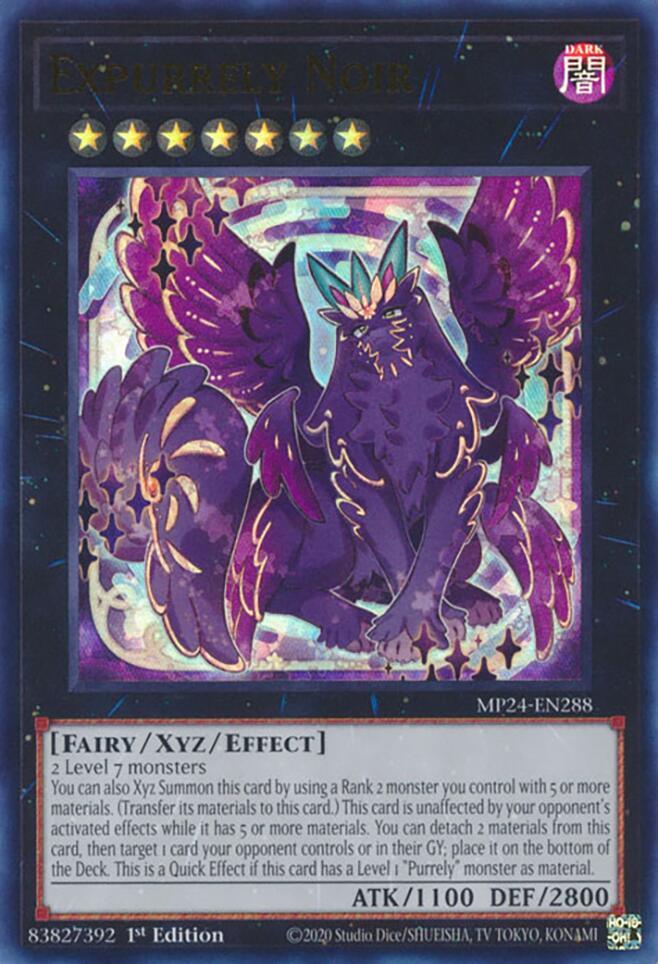 EXPURRELY NOIR
DARK
闇
MP24-EN288
[FAIRY/XYZ/EFFECT]
2 Level 7 monsters
You can also Xyz Summon this card by using a Rank 2 monster you control with 5 or more
materials. (Transfer its materials to this card.) This card is unaffected by your opponent's
activated effects while it has 5 or more materials. You can detach 2 materials from this
card, then target 1 card your opponent controls or in their GY; place it on the bottom of
the Deck. This is a Quick Effect if this card has a Level 1 "Purrely" monster as material.
ATK/1100 DEF/2800
83827392 1st Edition ©2020 Studio Dice/SHUEISHA, TV TOKYO, KONAMI